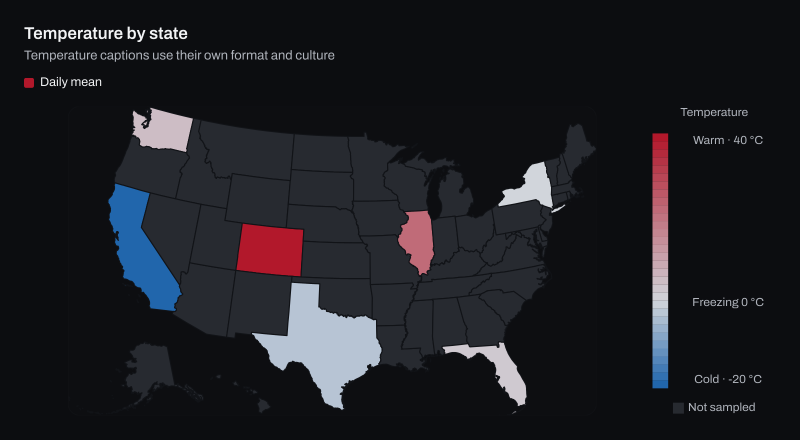 Temperature by state
Temperature captions use their own format and culture
Daily mean
Temperature
Warm · 40 °C
Freezing 0 °C
Cold · -20 °C
Not sampled